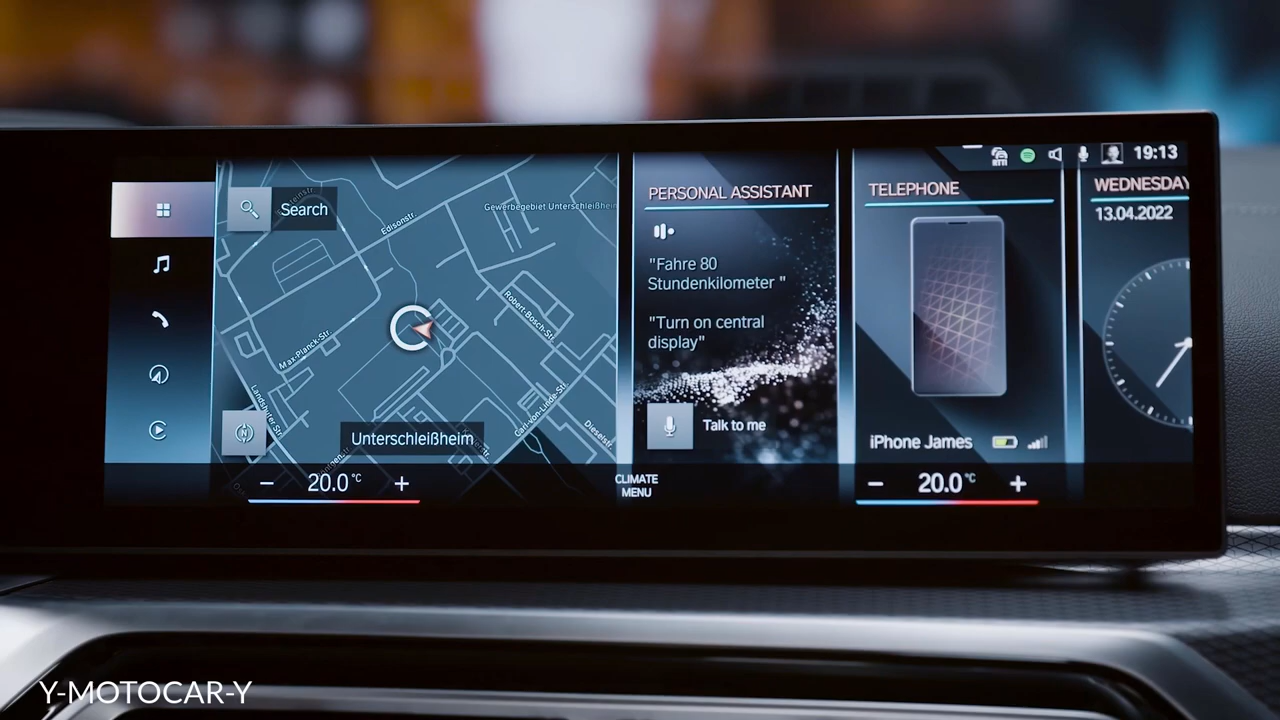 19:13
Search
Edisonstr.
Gewerbegebiet Unterschleißheim
Robert-Bosch-Str.
Max-Planck-Str.
Landshuter Str.
Carl-von-Linde-Str.
Dieselstr.
N
Unterschleißheim
PERSONAL ASSISTANT
"Fahre 80
Stundenkilometer "
"Turn on central
display"
Talk to me
TELEPHONE
iPhone James
WEDNESDAY
13.04.2022
− 20.0°C +
CLIMATE
MENU
− 20.0°C +
Y-MOTOCAR-Y